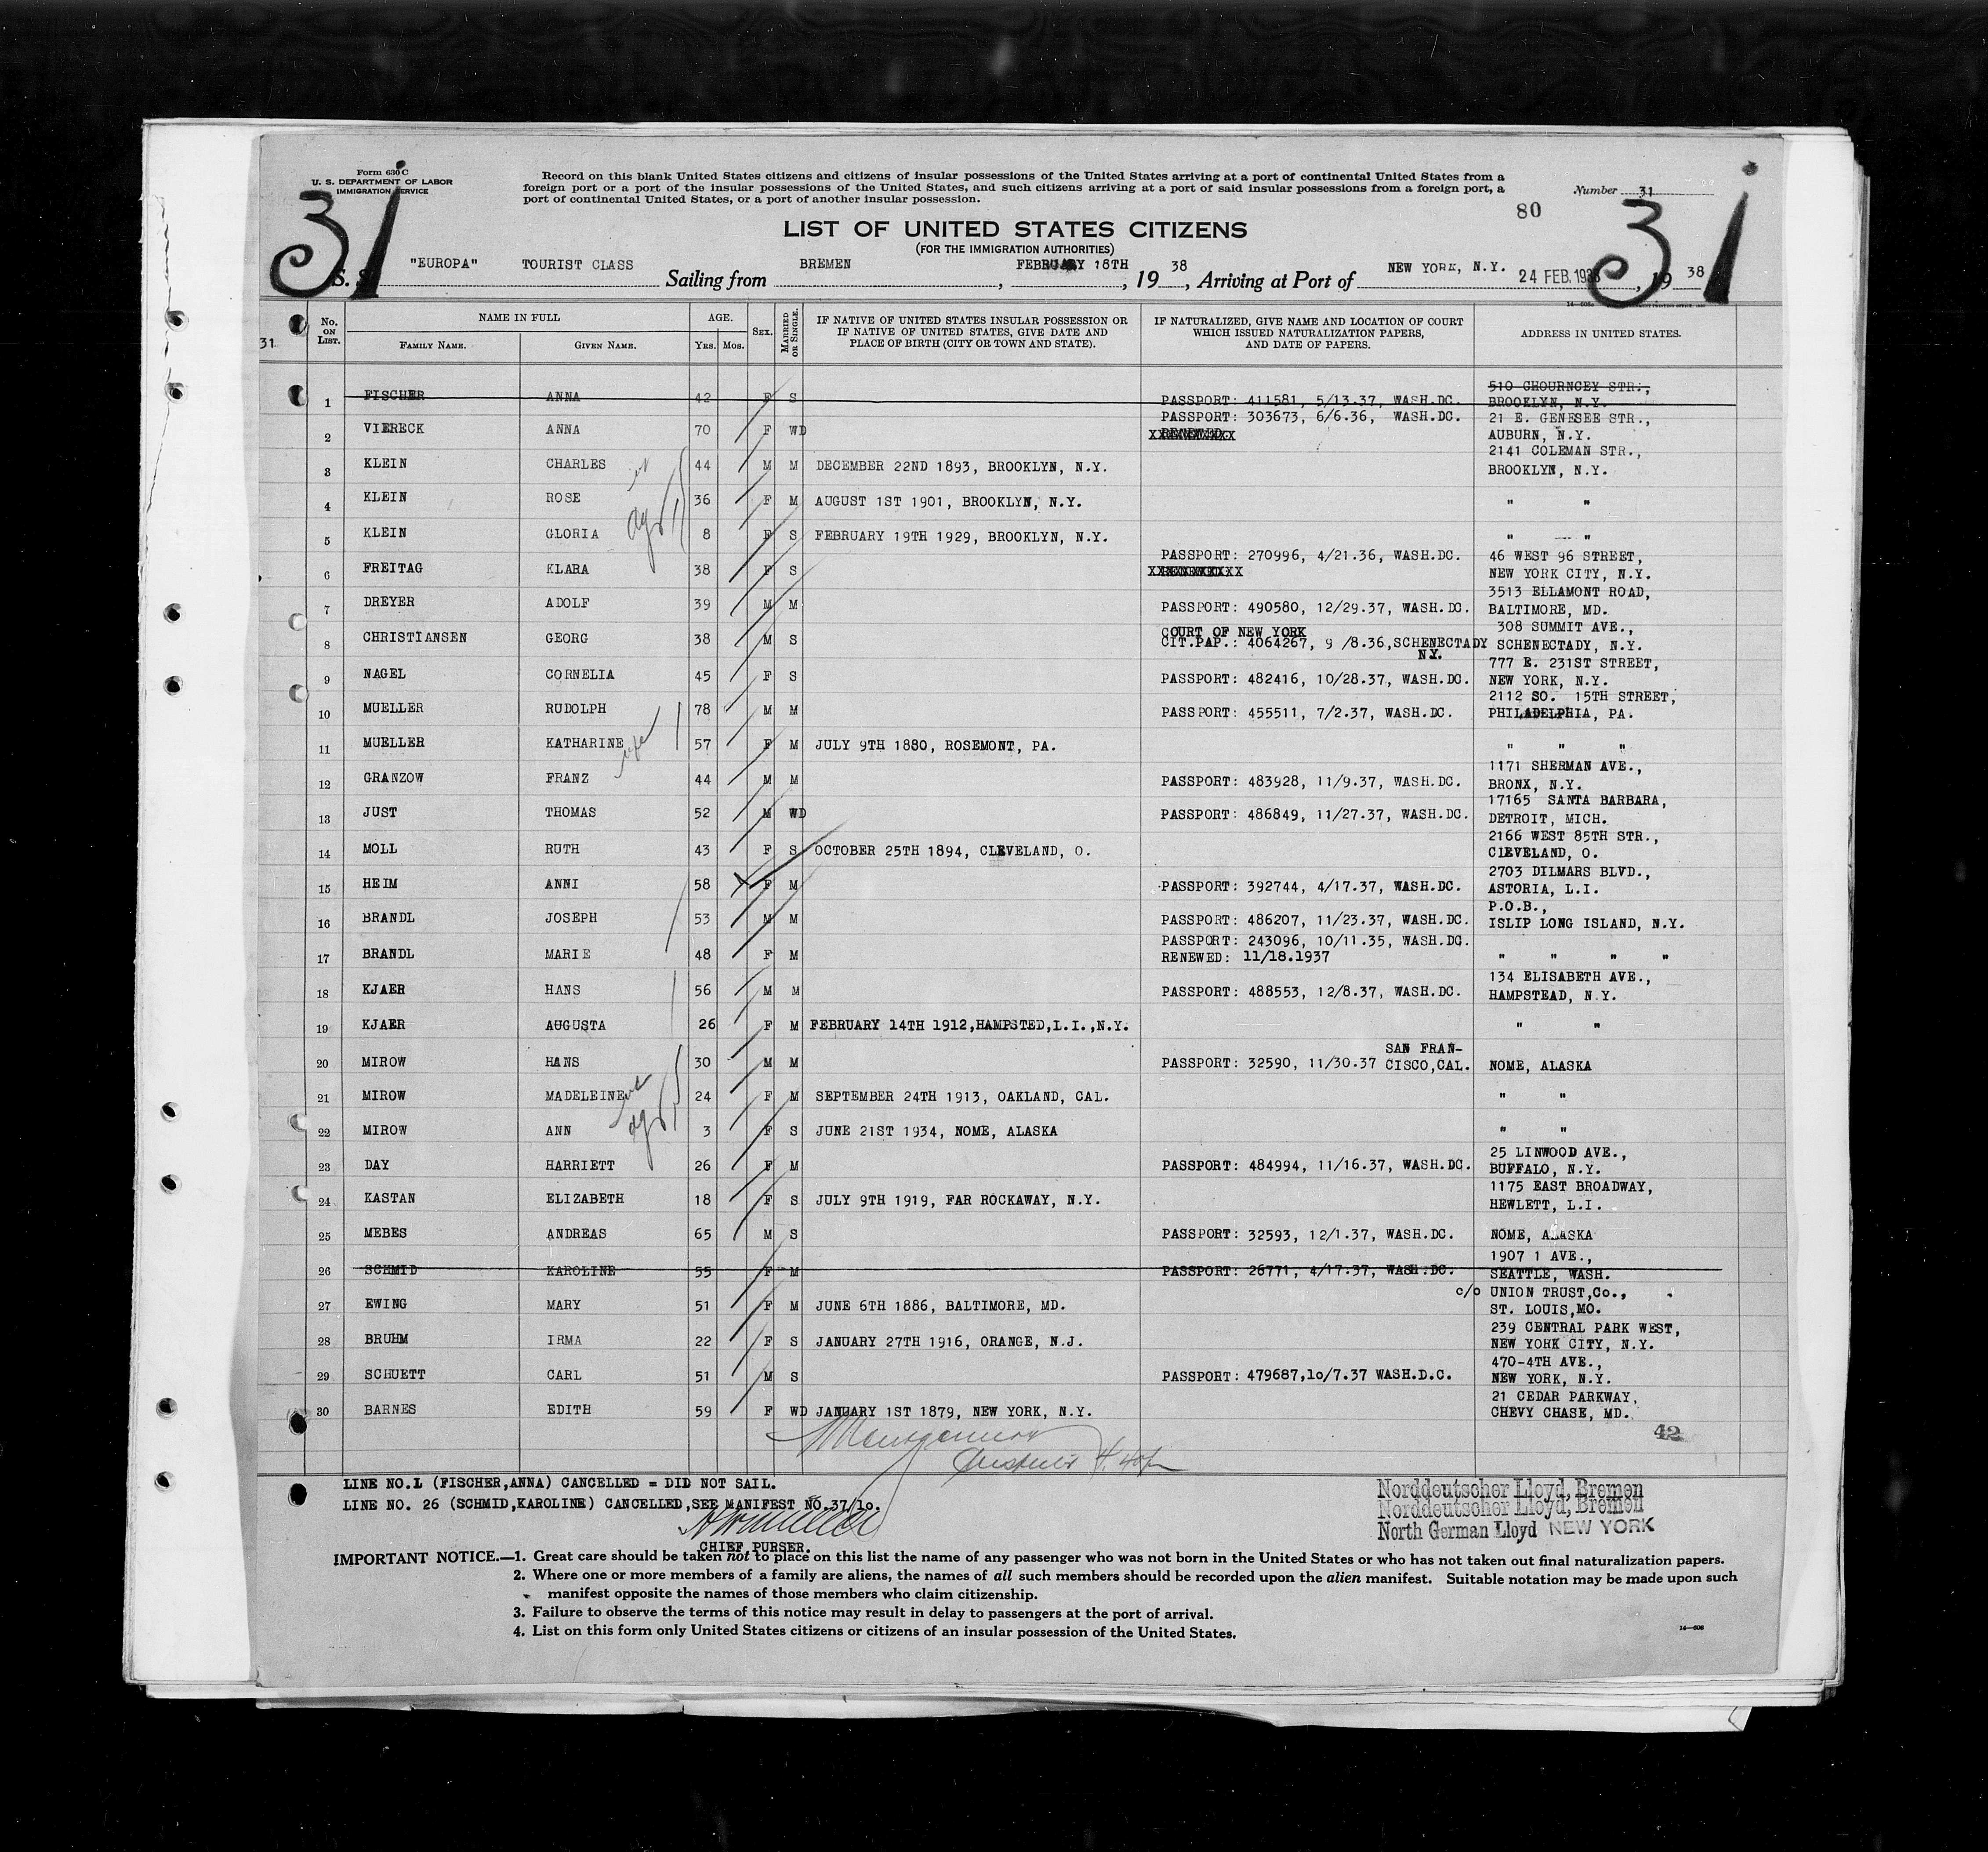 Form 630 C
U. S. DEPARTMENT OF LABOR
IMMIGRATION SERVICE
Record on this blank United States citizens and citizens of insular possessions of the United States arriving at a port of continental United States from a
foreign port or a port of the insular possessions of the United States, and such citizens arriving at a port of said insular possessions from a foreign port, a
port of continental United States, or a port of another insular possession.
Number 31
80
31 31
LIST OF UNITED STATES CITIZENS
(FOR THE IMMIGRATION AUTHORITIES)
S. S. "EUROPA" TOURIST CLASS Sailing from BREMEN, FEBRUARY 18TH, 19 38, Arriving at Port of NEW YORK, N.Y. 24 FEB. 1938, 19 38
31
No. ON LIST. NAME IN FULL FAMILY NAME. GIVEN NAME. AGE. YRS. MOS. SEX. MARRIED OR SINGLE. IF NATIVE OF UNITED STATES INSULAR POSSESSION OR IF NATIVE OF UNITED STATES, GIVE DATE AND PLACE OF BIRTH (CITY OR TOWN AND STATE). IF NATURALIZED, GIVE NAME AND LOCATION OF COURT WHICH ISSUED NATURALIZATION PAPERS, AND DATE OF PAPERS. ADDRESS IN UNITED STATES.
1 FISCHER ANNA 42 F S PASSPORT: 411581, 5/13.37, WASH.DC. 510 CHOURNCEY STR., BROOKLYN, N.Y.
2 VIERECK ANNA 70 F WD PASSPORT: 303673, 6/6.36, WASH.DC. 21 E. GENESEE STR., AUBURN, N.Y.
3 KLEIN CHARLES 44 M M DECEMBER 22ND 1893, BROOKLYN, N.Y. 2141 COLEMAN STR., BROOKLYN, N.Y.
4 KLEIN ROSE 36 F M AUGUST 1ST 1901, BROOKLYN, N.Y. " "
5 KLEIN GLORIA 8 F S FEBRUARY 19TH 1929, BROOKLYN, N.Y. " "
6 FREITAG KLARA 38 F S PASSPORT: 270996, 4/21.36, WASH.DC. 46 WEST 96 STREET, NEW YORK CITY, N.Y.
7 DREYER ADOLF 39 M M PASSPORT: 490580, 12/29.37, WASH.DC. 3513 ELLAMONT ROAD, BALTIMORE, MD.
8 CHRISTIANSEN GEORG 38 M S COURT OF NEW YORK CIT.PAP.: 4064267, 9 /8.36,SCHENECTADY N.Y. 308 SUMMIT AVE., SCHENECTADY, N.Y.
9 NAGEL CORNELIA 45 F S PASSPORT: 482416, 10/28.37, WASH.DC. 777 E. 231ST STREET, NEW YORK, N.Y.
10 MUELLER RUDOLPH 78 M M PASSPORT: 455511, 7/2.37, WASH.DC. 2112 SO. 15TH STREET, PHILADELPHIA, PA.
11 MUELLER KATHARINE wife 57 F M JULY 9TH 1880, ROSEMONT, PA. " " "
12 GRANZOW FRANZ 44 M M PASSPORT: 483928, 11/9.37, WASH.DC. 1171 SHERMAN AVE., BRONX, N.Y.
13 JUST THOMAS 52 M WD PASSPORT: 486849, 11/27.37, WASH.DC. 17165 SANTA BARBARA, DETROIT, MICH.
14 MOLL RUTH 43 F S OCTOBER 25TH 1894, CLEVELAND, O. 2166 WEST 85TH STR., CLEVELAND, O.
15 HEIM ANNI 58 F M PASSPORT: 392744, 4/17.37, WASH.DC. 2703 DILMARS BLVD., ASTORIA, L.I.
16 BRANDL JOSEPH 53 M M PASSPORT: 486207, 11/23.37, WASH.DC. P.O.B., ISLIP LONG ISLAND, N.Y.
17 BRANDL MARIE 48 F M PASSPORT: 243096, 10/11.35, WASH.DC. RENEWED: 11/18.1937 " " " "
18 KJAER HANS 56 M M PASSPORT: 488553, 12/8.37, WASH.DC. 134 ELISABETH AVE., HAMPSTEAD, N.Y.
19 KJAER AUGUSTA 26 F M FEBRUARY 14TH 1912,HAMPSTED,L.I.,N.Y. " "
20 MIROW HANS 30 M M PASSPORT: 32590, 11/30.37 SAN FRAN- CISCO,CAL. NOME, ALASKA
21 MIROW MADELEINE 24 F M SEPTEMBER 24TH 1913, OAKLAND, CAL. " "
22 MIROW ANN 3 F S JUNE 21ST 1934, NOME, ALASKA " "
23 DAY HARRIETT 26 F M PASSPORT: 484994, 11/16.37, WASH.DC. 25 LINWOOD AVE., BUFFALO, N.Y.
24 KASTAN ELIZABETH 18 F S JULY 9TH 1919, FAR ROCKAWAY, N.Y. 1175 EAST BROADWAY, HEWLETT, L.I.
25 MEBES ANDREAS 65 M S PASSPORT: 32593, 12/1.37, WASH.DC. NOME, ALASKA
26 SCHMID KAROLINE 55 F M PASSPORT: 26771, 4/17.37, WASH.DC. 1907 1 AVE., SEATTLE, WASH.
27 EWING MARY 51 F M JUNE 6TH 1886, BALTIMORE, MD. c/o UNION TRUST,Co., ST. LOUIS,MO.
28 BRUHM IRMA 22 F S JANUARY 27TH 1916, ORANGE, N.J. 239 CENTRAL PARK WEST, NEW YORK CITY, N.Y.
29 SCHUETT CARL 51 M S PASSPORT: 479687,10/7.37 WASH.D.C. 470-4TH AVE., NEW YORK, N.Y.
30 BARNES EDITH 59 F WD JANUARY 1ST 1879, NEW YORK, N.Y. 21 CEDAR PARKWAY, CHEVY CHASE, MD.
42
LINE NO.1 (FISCHER,ANNA) CANCELLED = DID NOT SAIL.
LINE NO. 26 (SCHMID,KAROLINE) CANCELLED,SEE MANIFEST NO.37/10.
CHIEF PURSER.
Norddeutscher Lloyd, Bremen
Norddeutscher Lloyd, Bremen
North German Lloyd NEW YORK
IMPORTANT NOTICE.—1. Great care should be taken not to place on this list the name of any passenger who was not born in the United States or who has not taken out final naturalization papers.
2. Where one or more members of a family are aliens, the names of all such members should be recorded upon the alien manifest. Suitable notation may be made upon such
manifest opposite the names of those members who claim citizenship.
3. Failure to observe the terms of this notice may result in delay to passengers at the port of arrival.
4. List on this form only United States citizens or citizens of an insular possession of the United States.
14—608